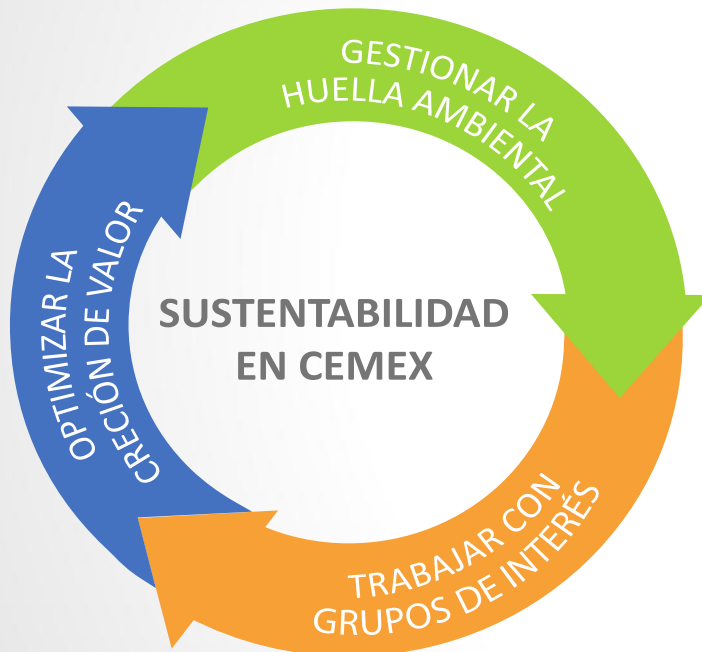 GESTIONAR LA
HUELLA AMBIENTAL
SUSTENTABILIDAD
EN CEMEX
OPTIMIZAR LA
CRECIÓN DE VALOR
TRABAJAR CON
GRUPOS DE INTERÉS